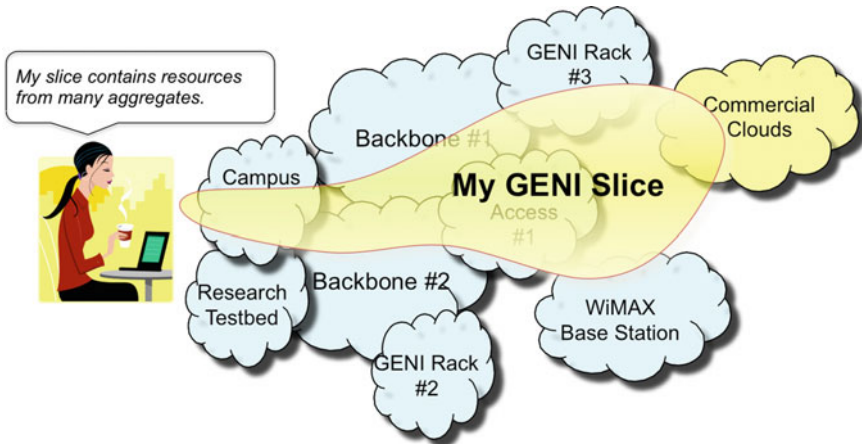 My slice contains resources
from many aggregates.
GENI Rack
#3
Commercial
Clouds
Backbone #1
Campus
My GENI Slice
Access
#1
Backbone #2
Research
Testbed
WiMAX
Base Station
GENI Rack
#2